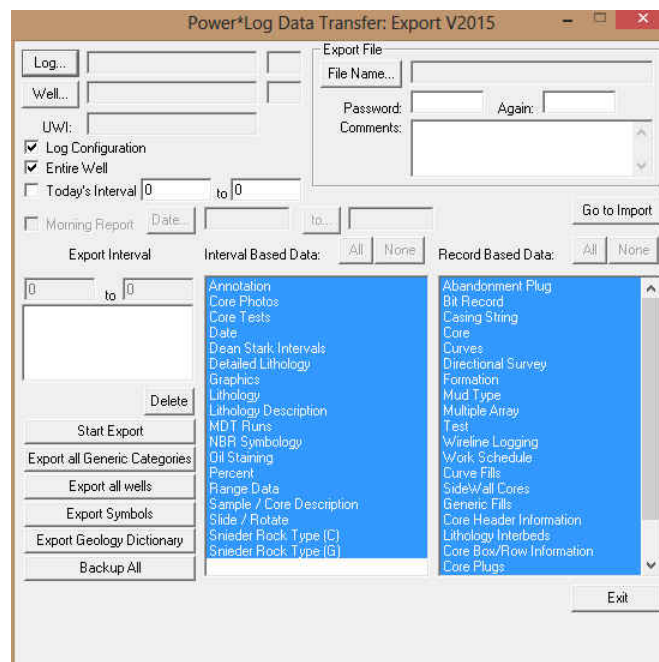 Power*Log Data Transfer: Export V2015
Log...
Well...
UWI:
Log Configuration
Entire Well
Today's Interval 0 to 0
Morning Report Date... to...
Export File
File Name...
Password: Again:
Comments:
Go to Import
Export Interval
0 to 0
Delete
Start Export
Export all Generic Categories
Export all wells
Export Symbols
Export Geology Dictionary
Backup All
Interval Based Data: All None
Annotation
Core Photos
Core Tests
Date
Dean Stark Intervals
Detailed Lithology
Graphics
Lithology
Lithology Description
MDT Runs
NBR Symbology
Oil Staining
Percent
Range Data
Sample / Core Description
Slide / Rotate
Snieder Rock Type (C)
Snieder Rock Type (G)
Record Based Data: All None
Abandonment Plug
Bit Record
Casing String
Core
Curves
Directional Survey
Formation
Mud Type
Multiple Array
Test
Wireline Logging
Work Schedule
Curve Fills
SideWall Cores
Generic Fills
Core Header Information
Lithology Interbeds
Core Box/Row Information
Core Plugs
Exit